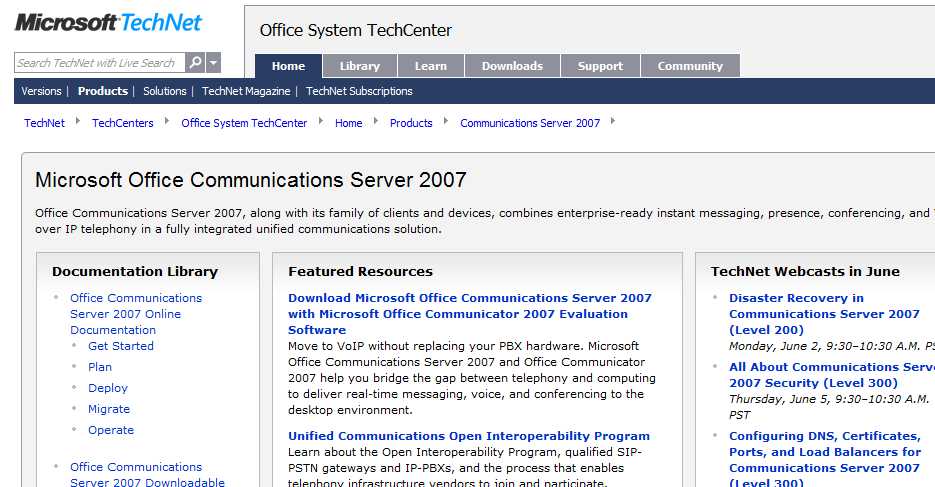 Microsoft TechNet
Office System TechCenter
Search TechNet with Live Search
Home Library Learn Downloads Support Community
Versions | Products | Solutions | TechNet Magazine | TechNet Subscriptions
TechNet TechCenters Office System TechCenter Home Products Communications Server 2007
Microsoft Office Communications Server 2007
Office Communications Server 2007, along with its family of clients and devices, combines enterprise-ready instant messaging, presence, conferencing, and
over IP telephony in a fully integrated unified communications solution.
Documentation Library
Office Communications
Server 2007 Online
Documentation
Get Started
Plan
Deploy
Migrate
Operate
Office Communications
Server 2007 Downloadable
Featured Resources
Download Microsoft Office Communications Server 2007
with Microsoft Office Communicator 2007 Evaluation
Software
Move to VoIP without replacing your PBX hardware. Microsoft
Office Communications Server 2007 and Office Communicator
2007 help you bridge the gap between telephony and computing
to deliver real-time messaging, voice, and conferencing to the
desktop environment.
Unified Communications Open Interoperability Program
Learn about the Open Interoperability Program, qualified SIP-
PSTN gateways and IP-PBXs, and the process that enables
telephony infrastructure vendors to join and participate.
TechNet Webcasts in June
Disaster Recovery in
Communications Server 2007
(Level 200)
Monday, June 2, 9:30–10:30 A.M. PS
All About Communications Serv
2007 Security (Level 300)
Thursday, June 5, 9:30–10:30 A.M.
PST
Configuring DNS, Certificates,
Ports, and Load Balancers for
Communications Server 2007
(Level 300)